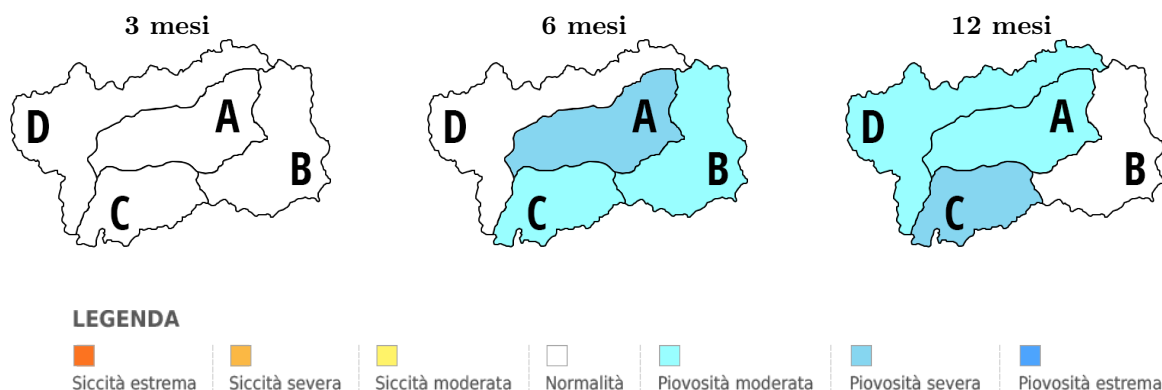 3 mesi 6 mesi 12 mesi
A A A
D D D
B B B
C C C
LEGENDA
Siccità estrema Siccità severa Siccità moderata Normalità Piovosità moderata Piovosità severa Piovosità estrema